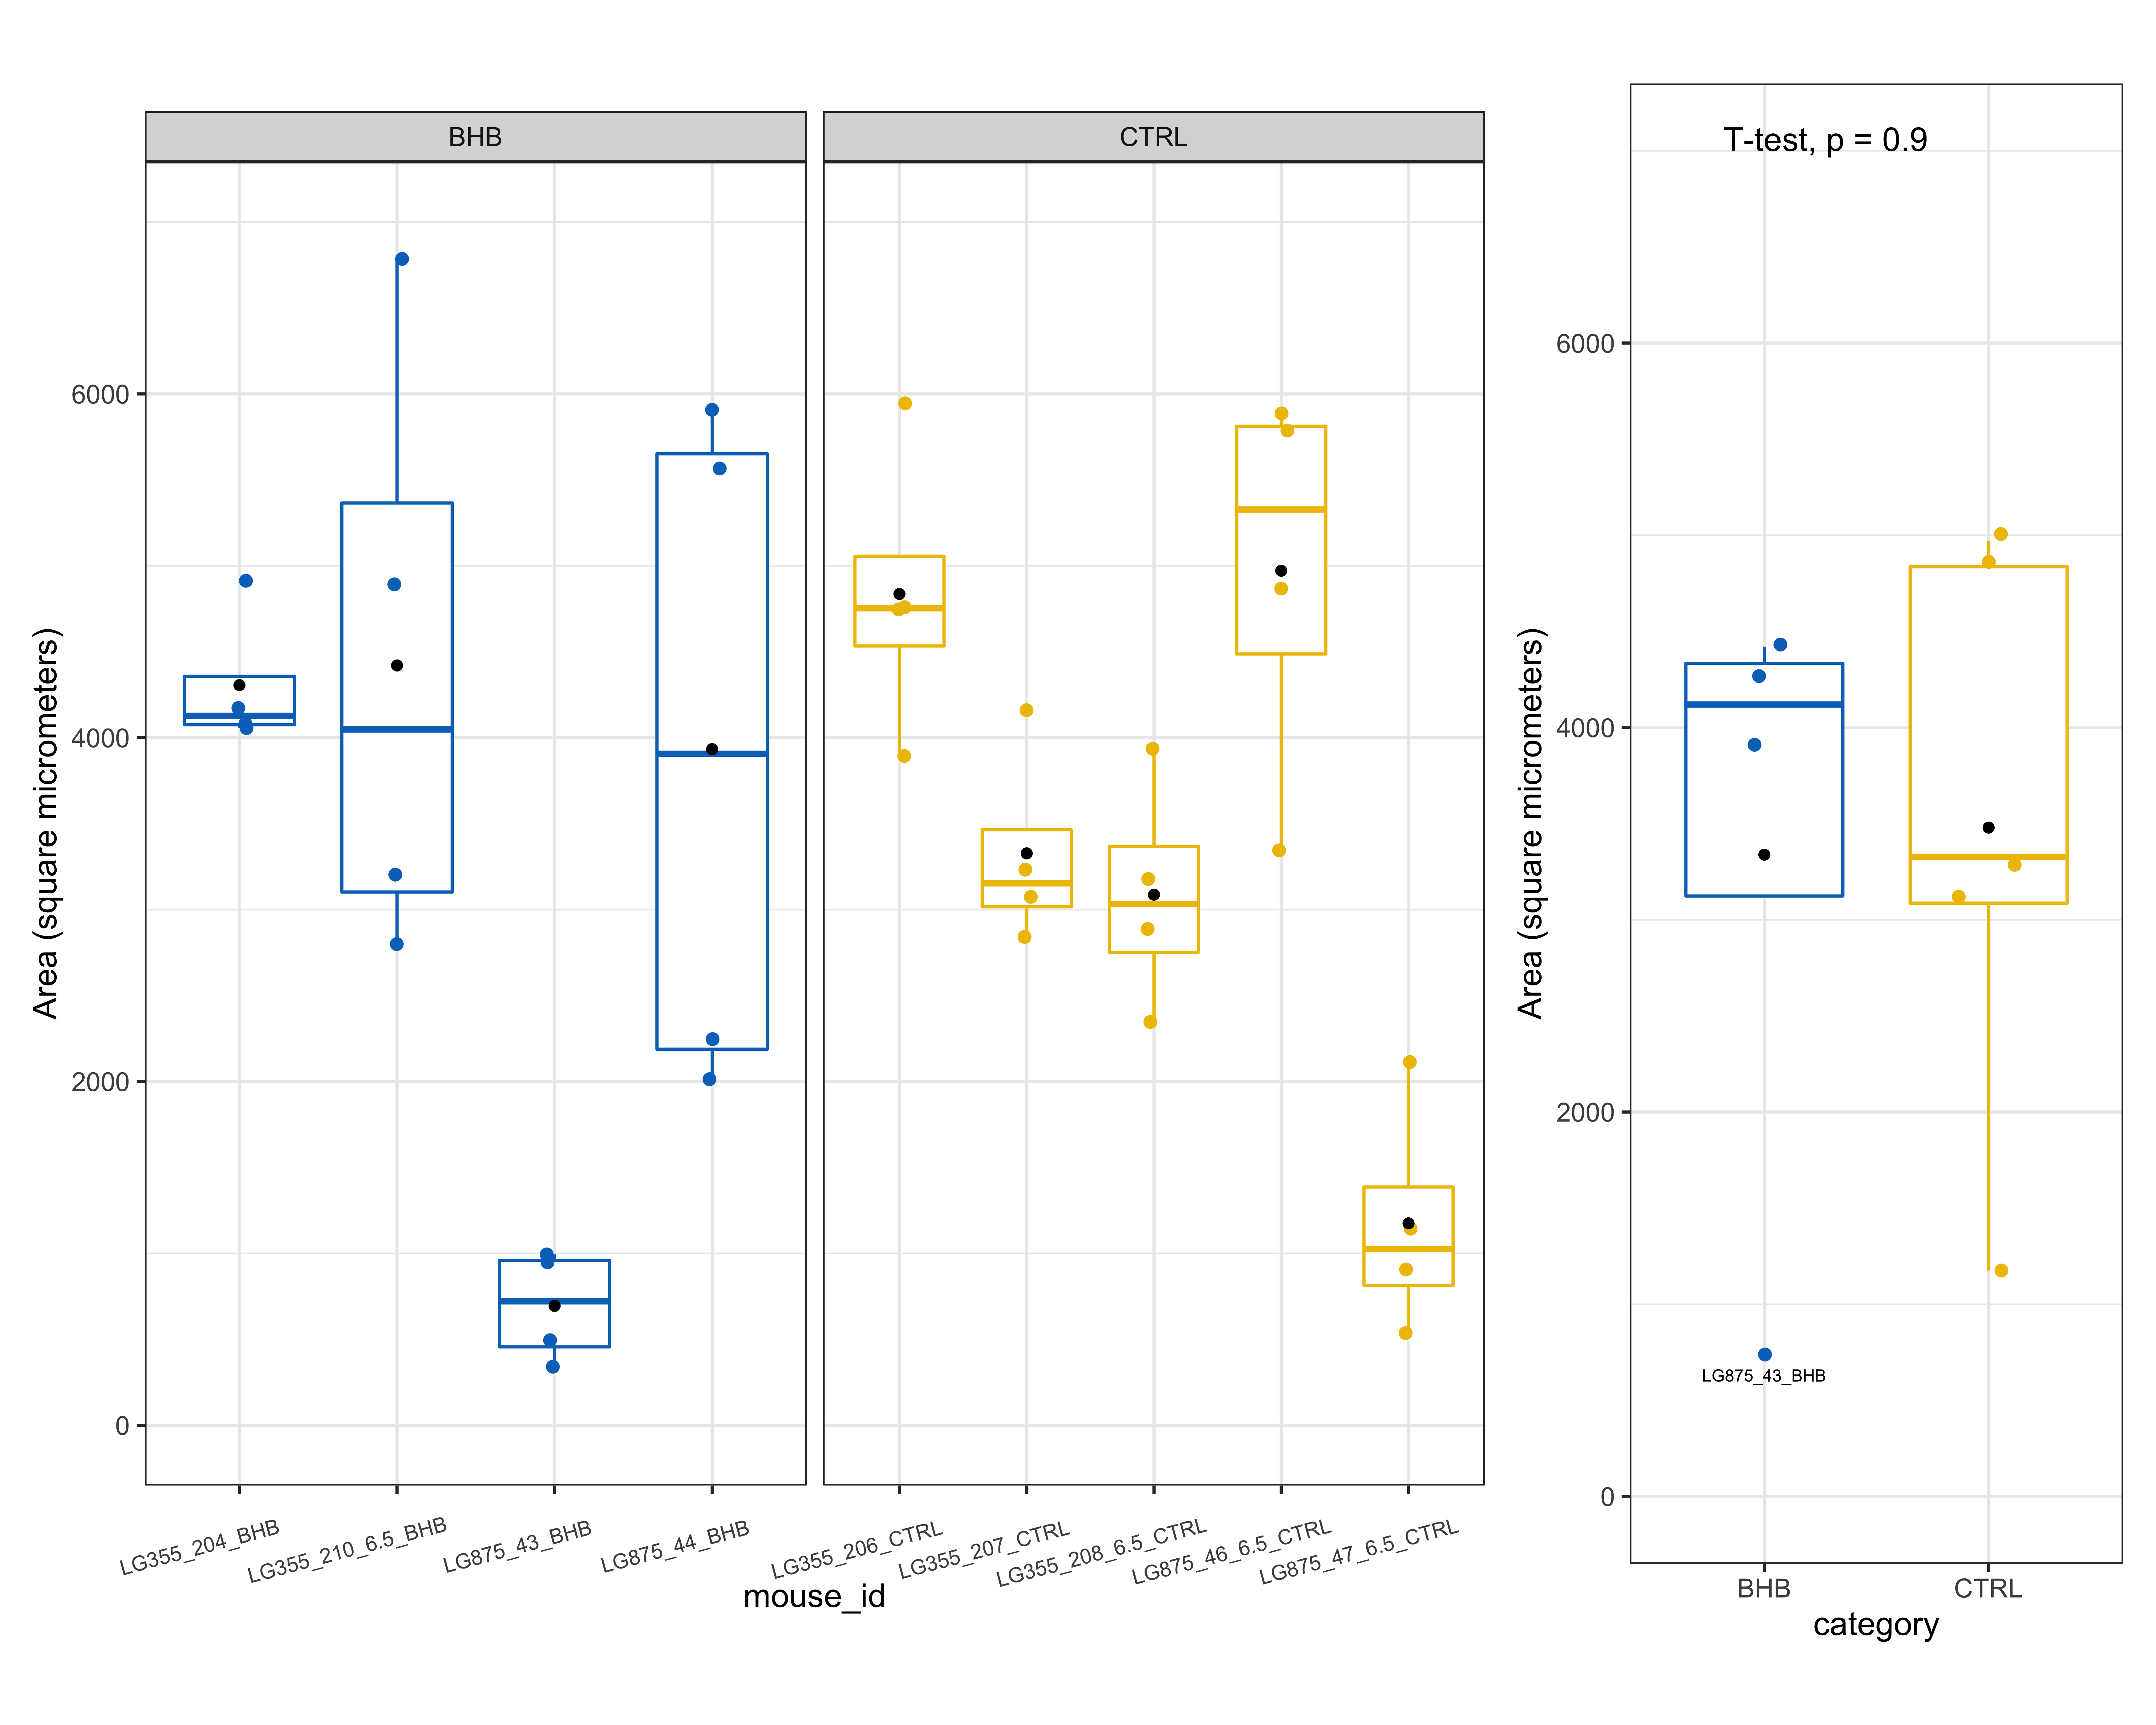 BHB
CTRL
Area (square micrometers)
6000
4000
2000
0
LG355_204_BHB
LG355_210_6.5_BHB
LG875_43_BHB
LG875_44_BHB
LG355_206_CTRL
LG355_207_CTRL
LG355_208_6.5_CTRL
LG875_46_6.5_CTRL
LG875_47_6.5_CTRL
mouse_id
T-test, p = 0.9
Area (square micrometers)
6000
4000
2000
0
LG875_43_BHB
BHB
CTRL
category